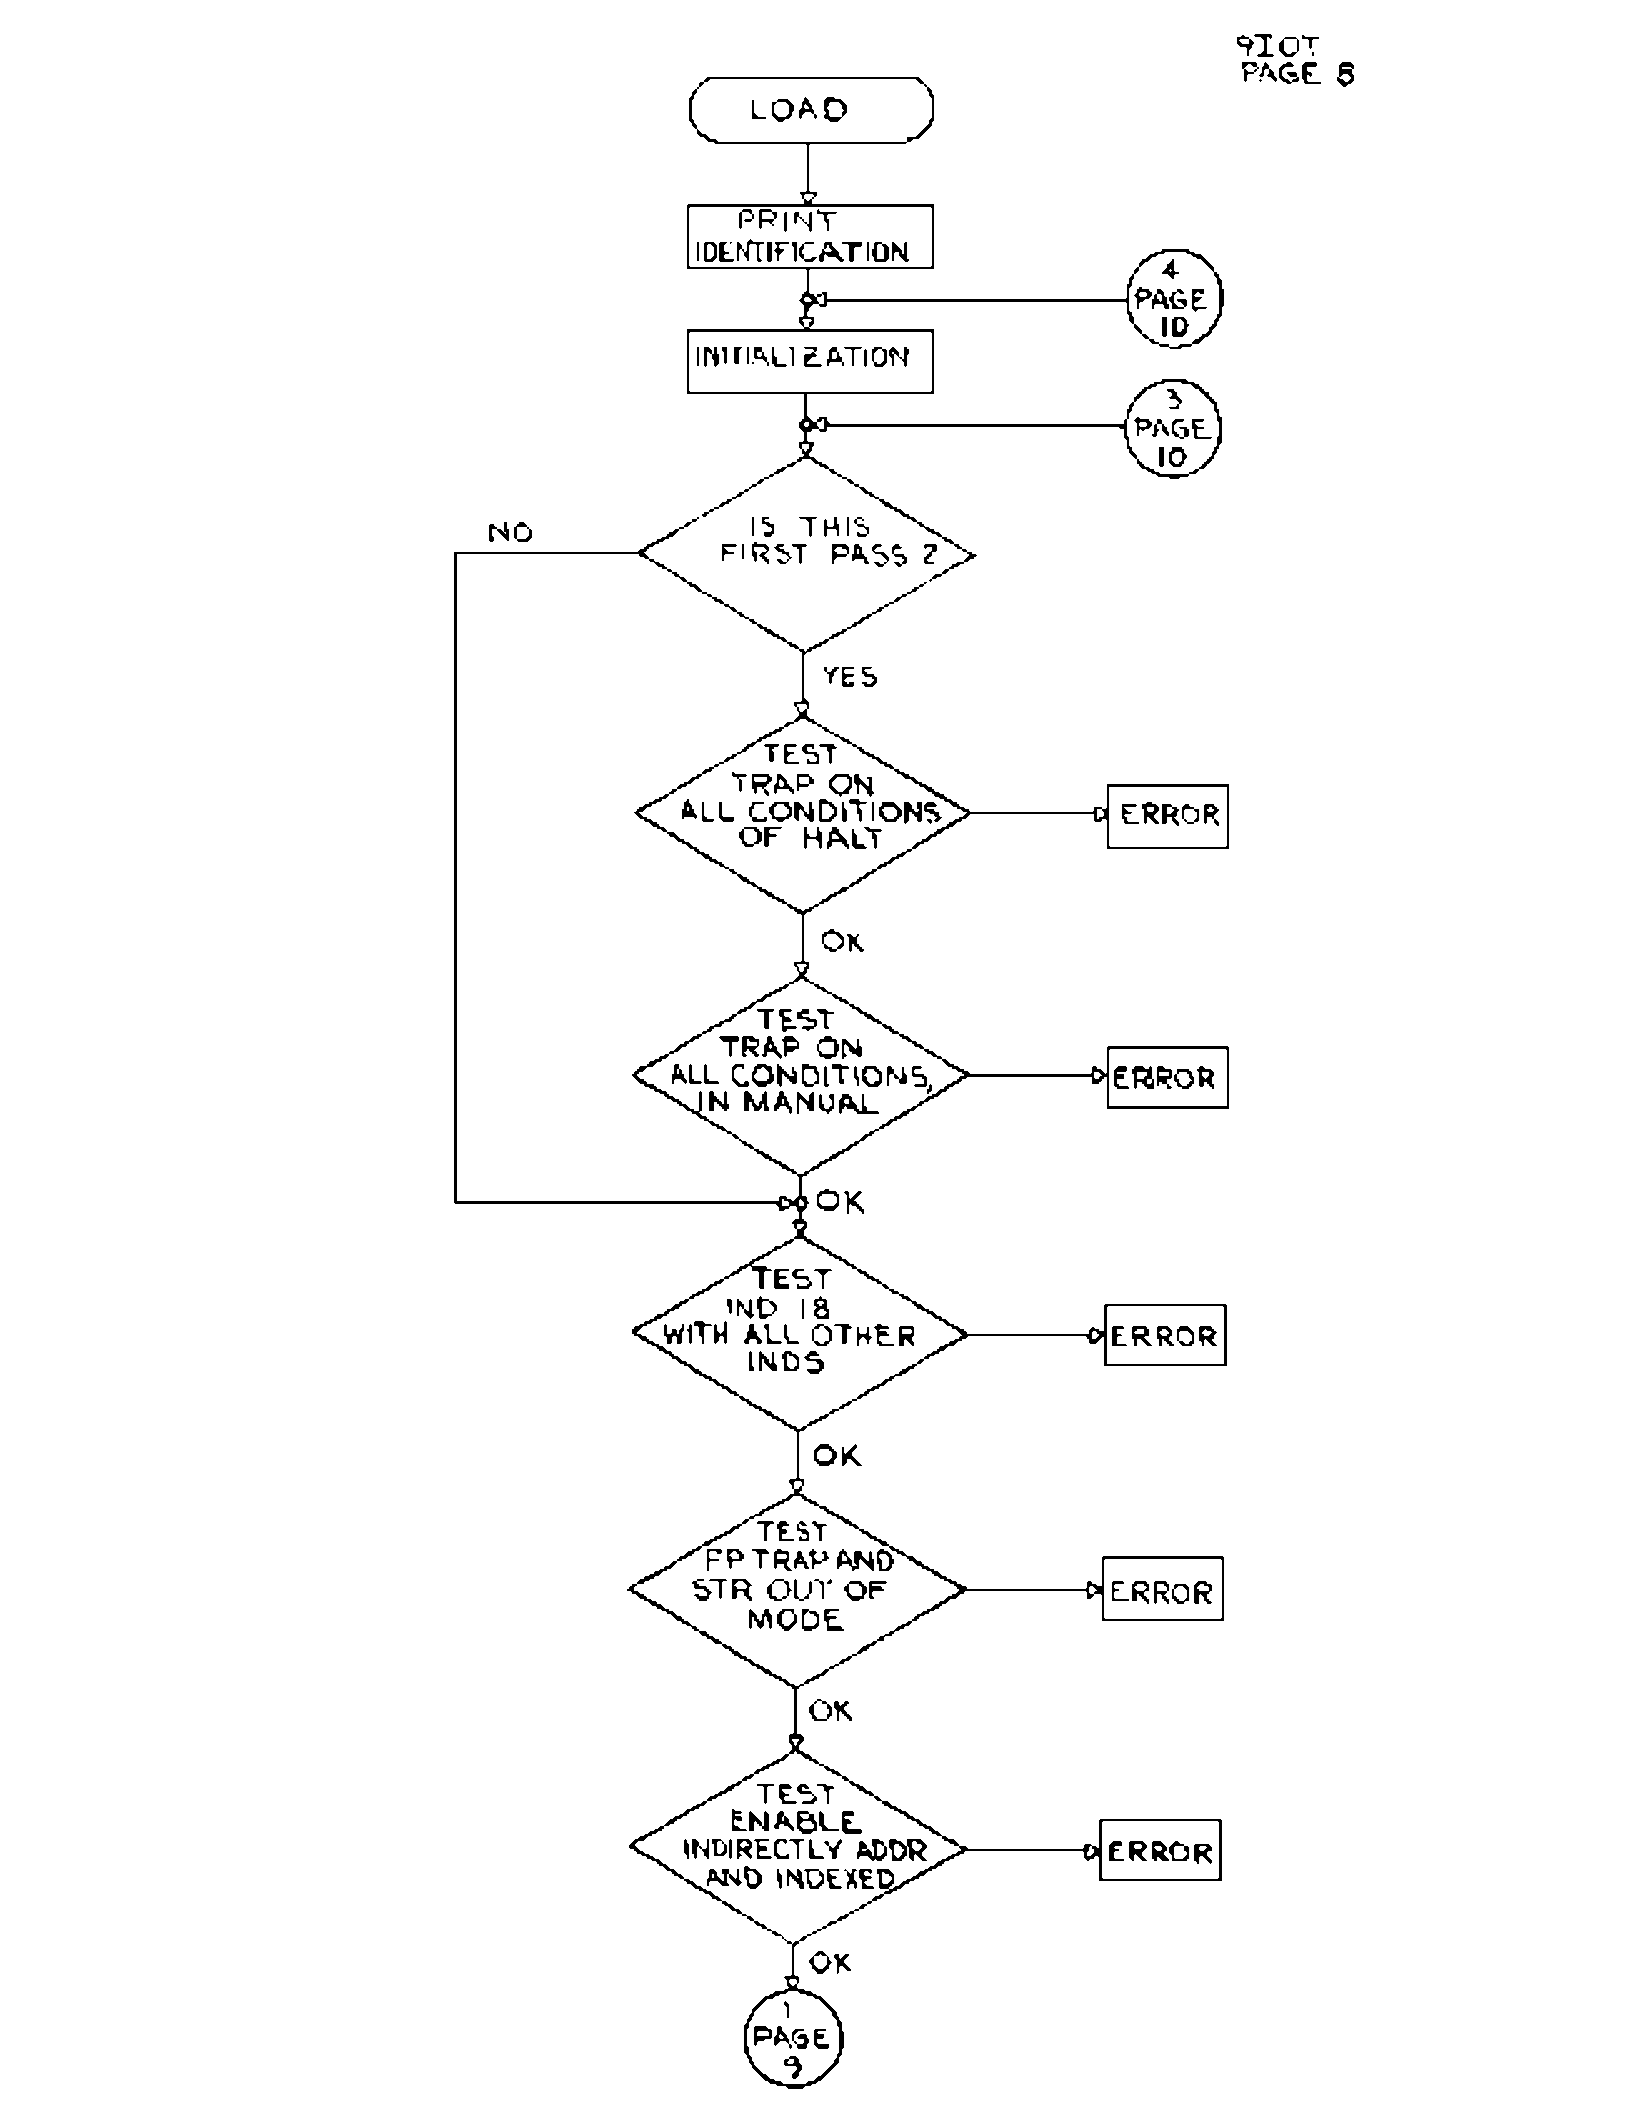 9IOT
PAGE 8
LOAD
PRINT
IDENTIFICATION
4
PAGE
10
INITIALIZATION
3
PAGE
10
NO
IS THIS
FIRST PASS ?
YES
TEST
TRAP ON
ALL CONDITIONS
OF HALT
ERROR
OK
TEST
TRAP ON
ALL CONDITIONS,
IN MANUAL
ERROR
OK
TEST
IND 18
WITH ALL OTHER
INDS
ERROR
OK
TEST
FP TRAP AND
STR OUT OF
MODE
ERROR
OK
TEST
ENABLE
INDIRECTLY ADDR
AND INDEXED
ERROR
OK
1
PAGE
9